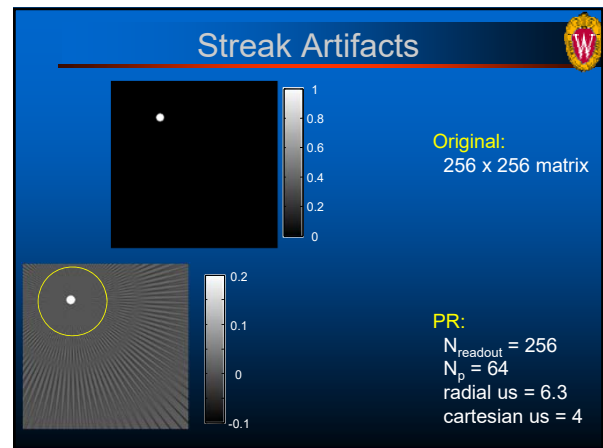 Streak Artifacts
W
1
0.8
0.6
0.4
0.2
0
Original:
256 x 256 matrix
0.2
0.1
0
-0.1
PR:
Nreadout = 256
Np = 64
radial us = 6.3
cartesian us = 4